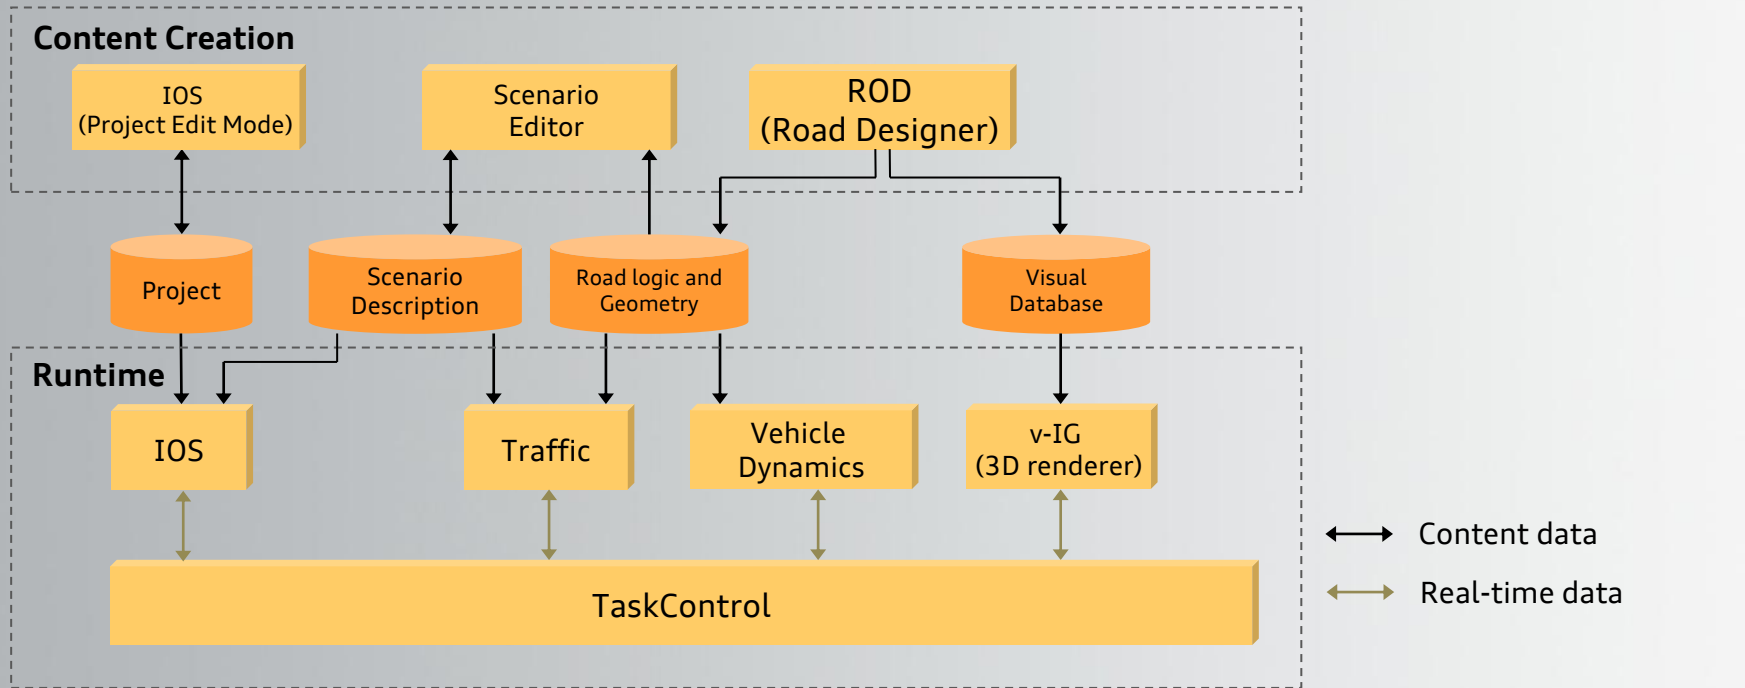 Content Creation
IOS
(Project Edit Mode)
Scenario
Editor
ROD
(Road Designer)
Project
Scenario
Description
Road logic and
Geometry
Visual
Database
Runtime
IOS
Traffic
Vehicle
Dynamics
v-IG
(3D renderer)
TaskControl
Content data
Real-time data